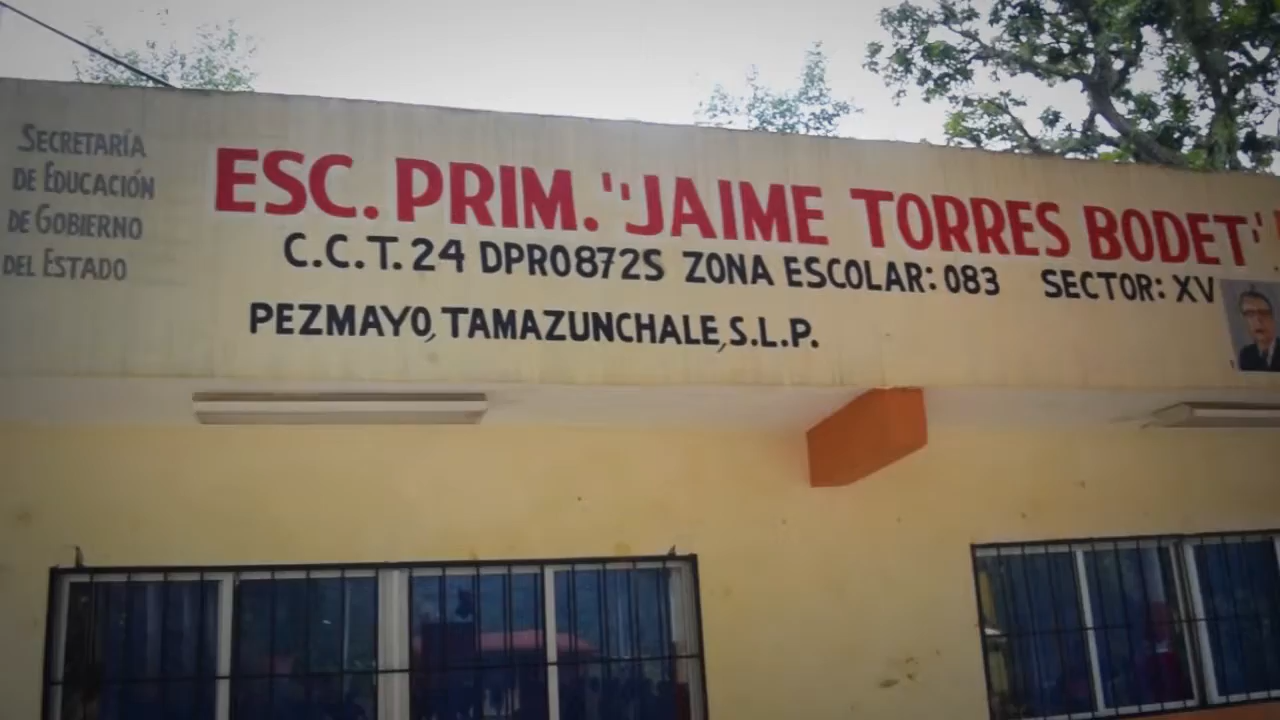 SECRETARÍA
DE EDUCACIÓN
DE GOBIERNO
DEL ESTADO
ESC. PRIM. "JAIME TORRES BODET"
C.C.T. 24 DPR0872S ZONA ESCOLAR: 083 SECTOR: XV
PEZMAYO, TAMAZUNCHALE, S.L.P.